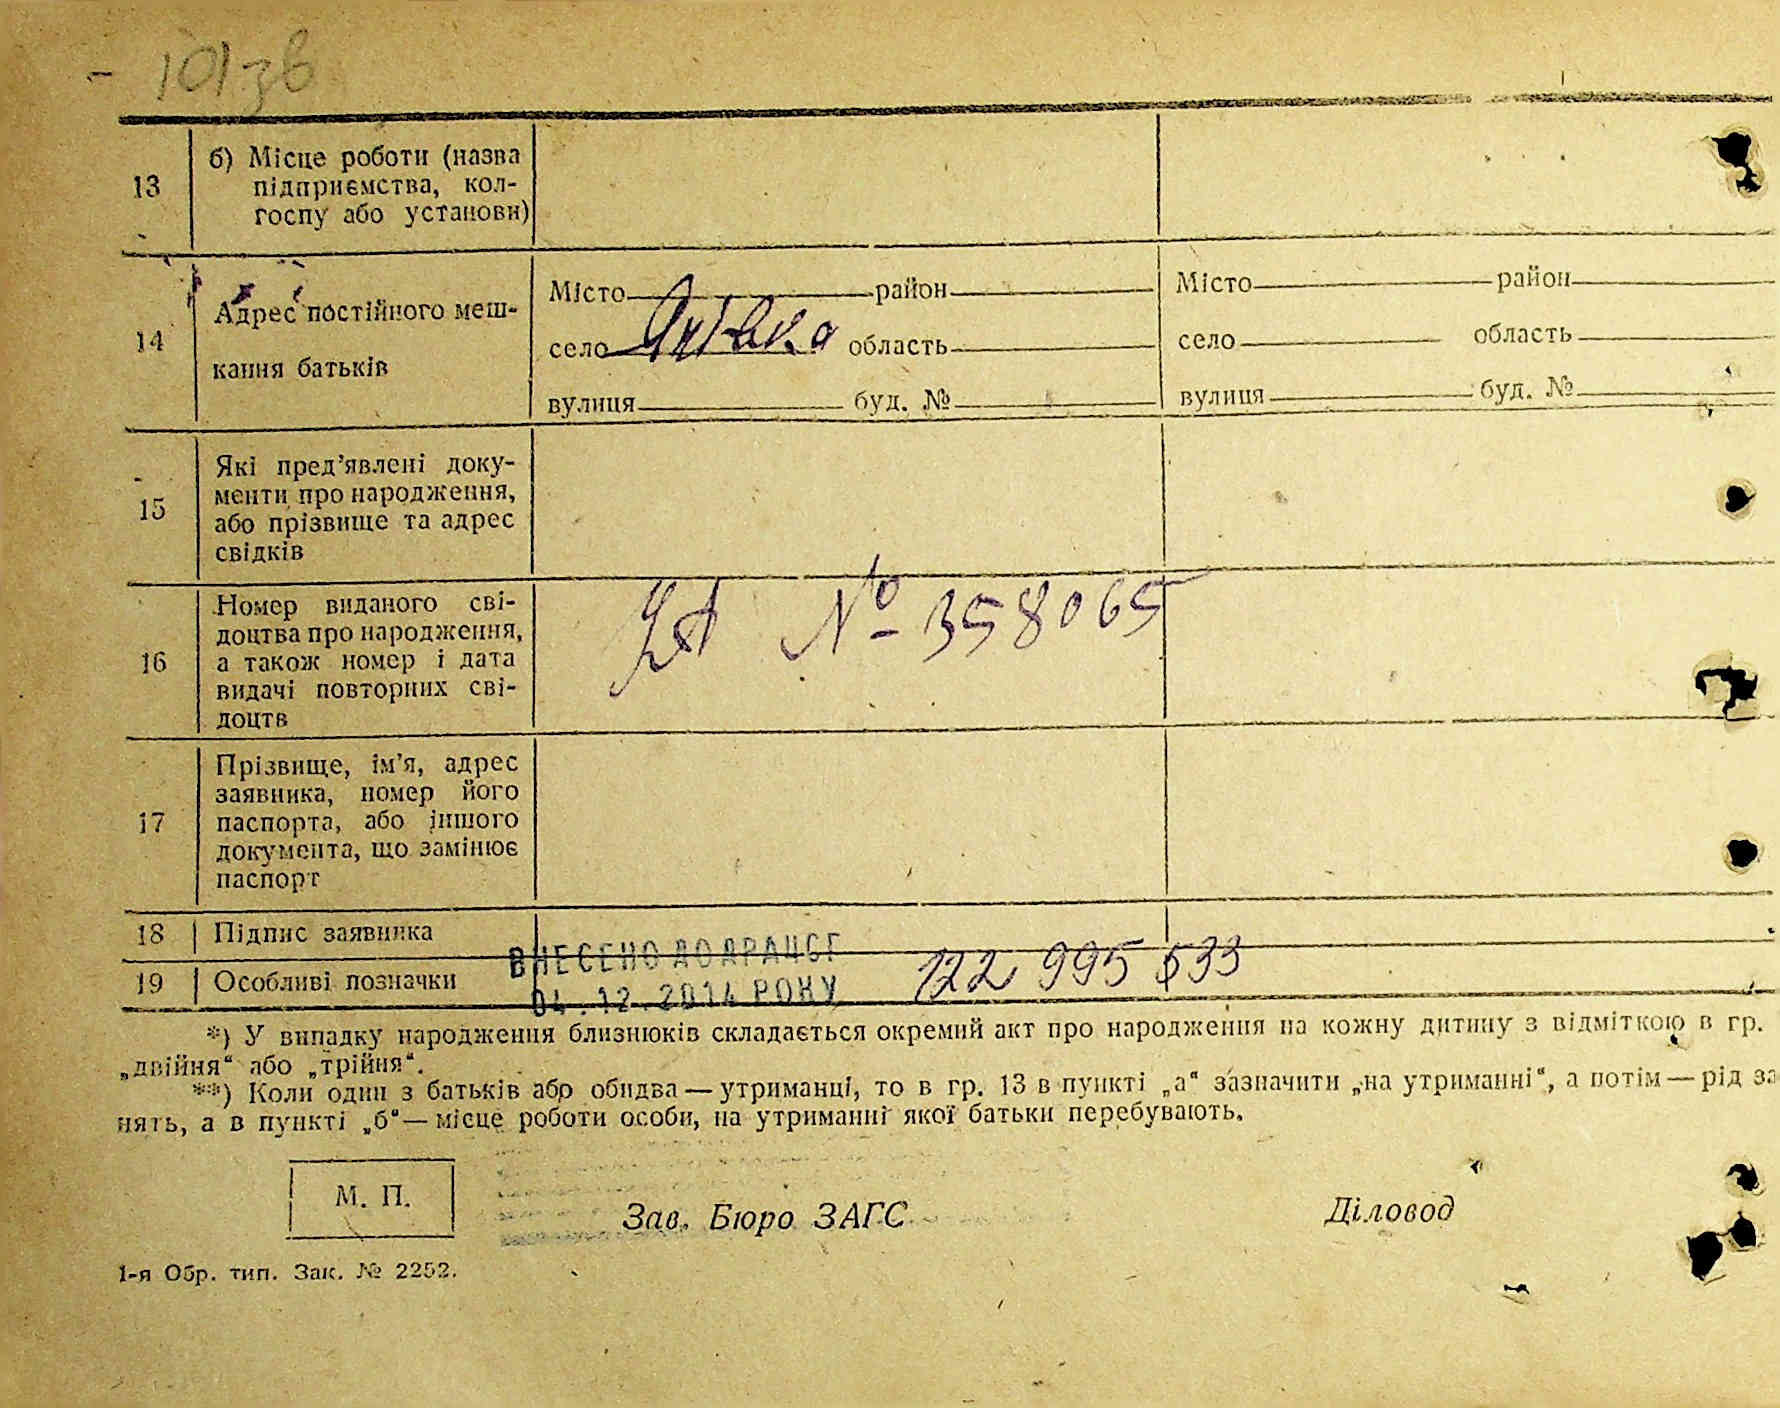 101 зв
13
б) Місце роботи (назва
підприємства, кол-
госпу або установи)
14
Адрес постійного меш-
кання батьків
Місто район
село область
вулиця буд. №
Місто район
село область
вулиця буд. №
15
Які пред’явлені доку-
менти про народження,
або прізвище та адрес
свідків
16
Номер виданого сві-
доцтва про народження,
а також номер і дата
видачі повторних сві-
доцтв
№ 358065
17
Прізвище, ім’я, адрес
заявника, номер його
паспорта, або іншого
документа, що замінює
паспорт
18
Підпис заявника
19
Особливі позначки
ВНЕСЕНО ДО ДРАЦСГ
04.12.2014 РОКУ
122 995 533
*) У випадку народження близнюків складається окремий акт про народження на кожну дитину з відміткою в гр.
„двійня“ або „трійня“.
**) Коли один з батьків або обидва — утриманці, то в гр. 13 в пункті „а“ зазначити „на утриманні“, а потім — рід за
нять, а в пункті „б“ — місце роботи особи, на утриманні якої батьки перебувають.
М. П.
Зав. Бюро ЗАГС
Діловод
1-я Обр. тип. Зак. № 2252.